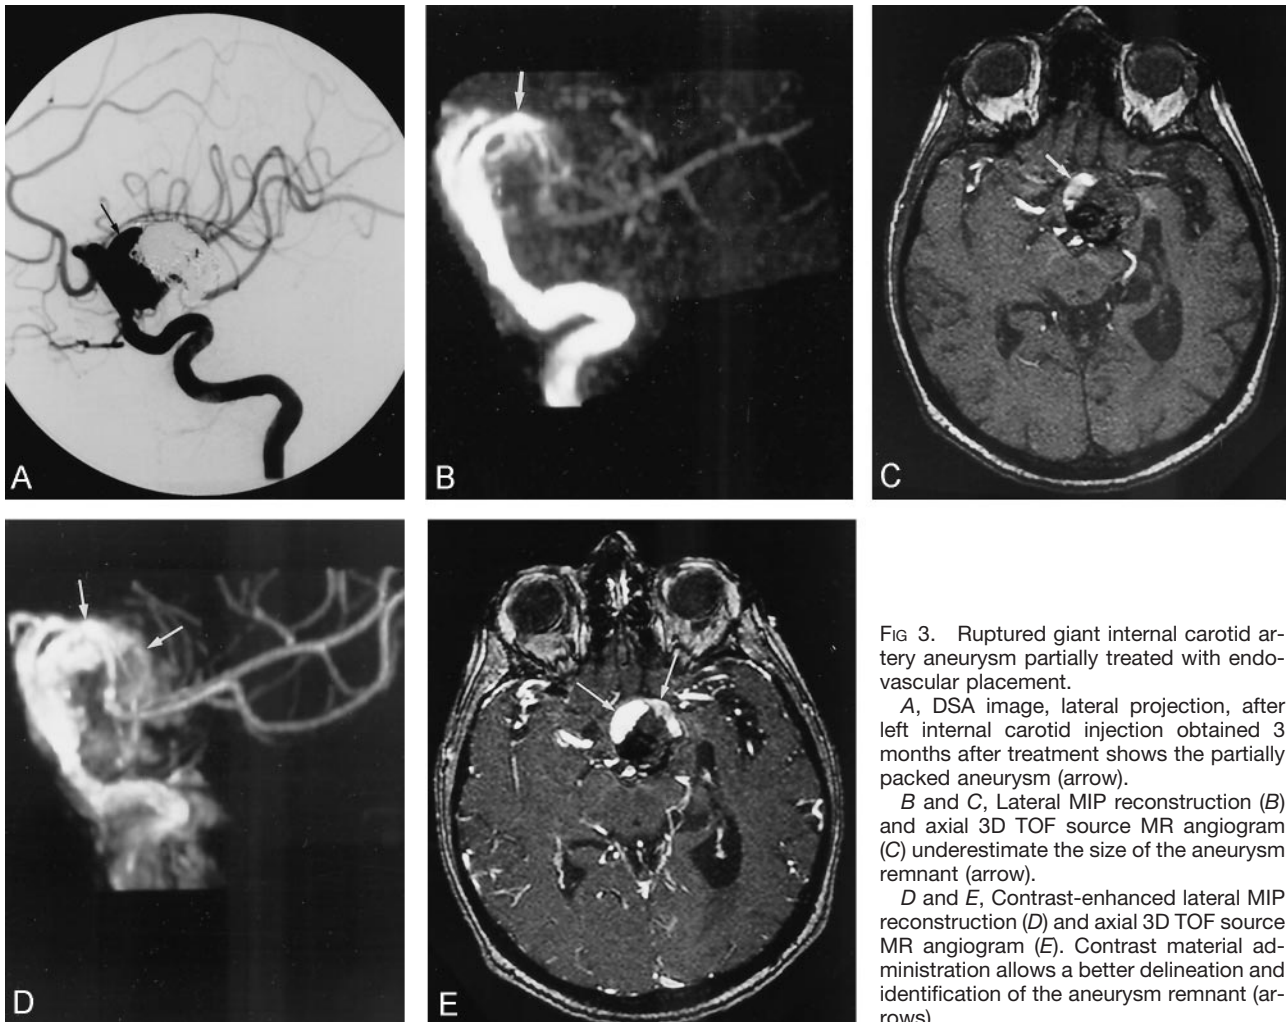 A
B
C
D
E
FIG 3. Ruptured giant internal carotid ar-
tery aneurysm partially treated with endo-
vascular placement.
A, DSA image, lateral projection, after
left internal carotid injection obtained 3
months after treatment shows the partially
packed aneurysm (arrow).
B and C, Lateral MIP reconstruction (B)
and axial 3D TOF source MR angiogram
(C) underestimate the size of the aneurysm
remnant (arrow).
D and E, Contrast-enhanced lateral MIP
reconstruction (D) and axial 3D TOF source
MR angiogram (E). Contrast material ad-
ministration allows a better delineation and
identification of the aneurysm remnant (ar-
rows).